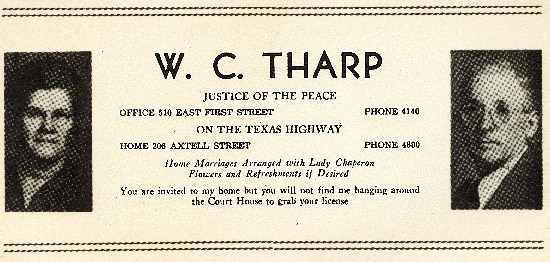 W. C. THARP
JUSTICE OF THE PEACE
OFFICE 510 EAST FIRST STREET PHONE 4140
ON THE TEXAS HIGHWAY
HOME 206 AXTELL STREET PHONE 4800
Home Marriages Arranged with Lady Chaperon
Flowers and Refreshments if Desired
You are invited to my home but you will not find me hanging around
the Court House to grab your license